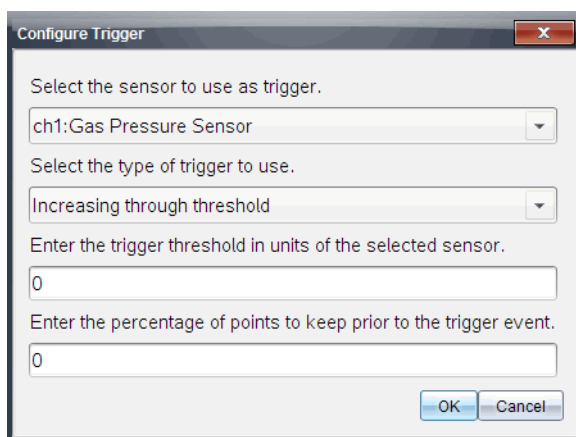 Configure Trigger
x
Select the sensor to use as trigger.
ch1:Gas Pressure Sensor
Select the type of trigger to use.
Increasing through threshold
Enter the trigger threshold in units of the selected sensor.
0
Enter the percentage of points to keep prior to the trigger event.
0
OK Cancel